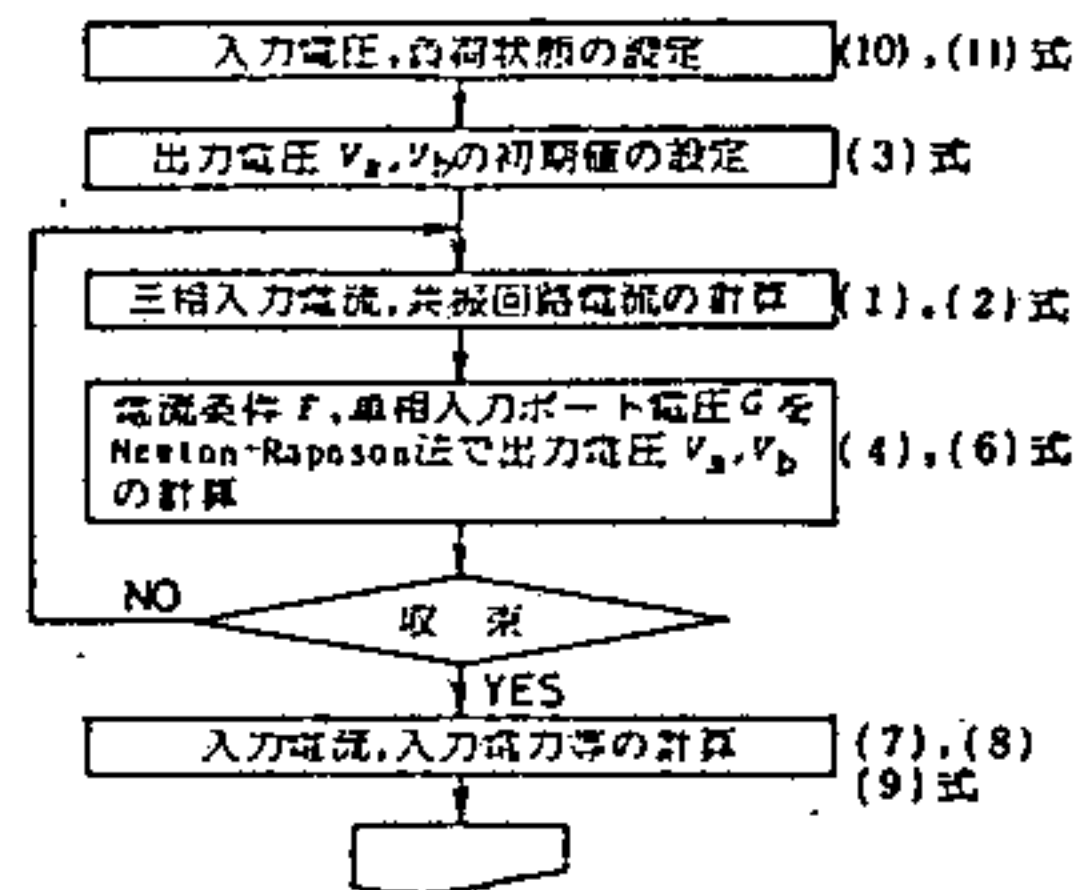 入力電圧,負荷状態の設定 (10),(11)式
出力電圧 Va,Vbの初期値の設定 (3)式
三相入力電流,共振回路電流の計算 (1),(2)式
電流条件 F,単相入力ポート電圧 G を
Newton-Rapason法で出力電圧 Va,Vb (4),(6)式
の計算
NO
収 束
YES
入力電流,入力電力等の計算 (7),(8)
(9)式